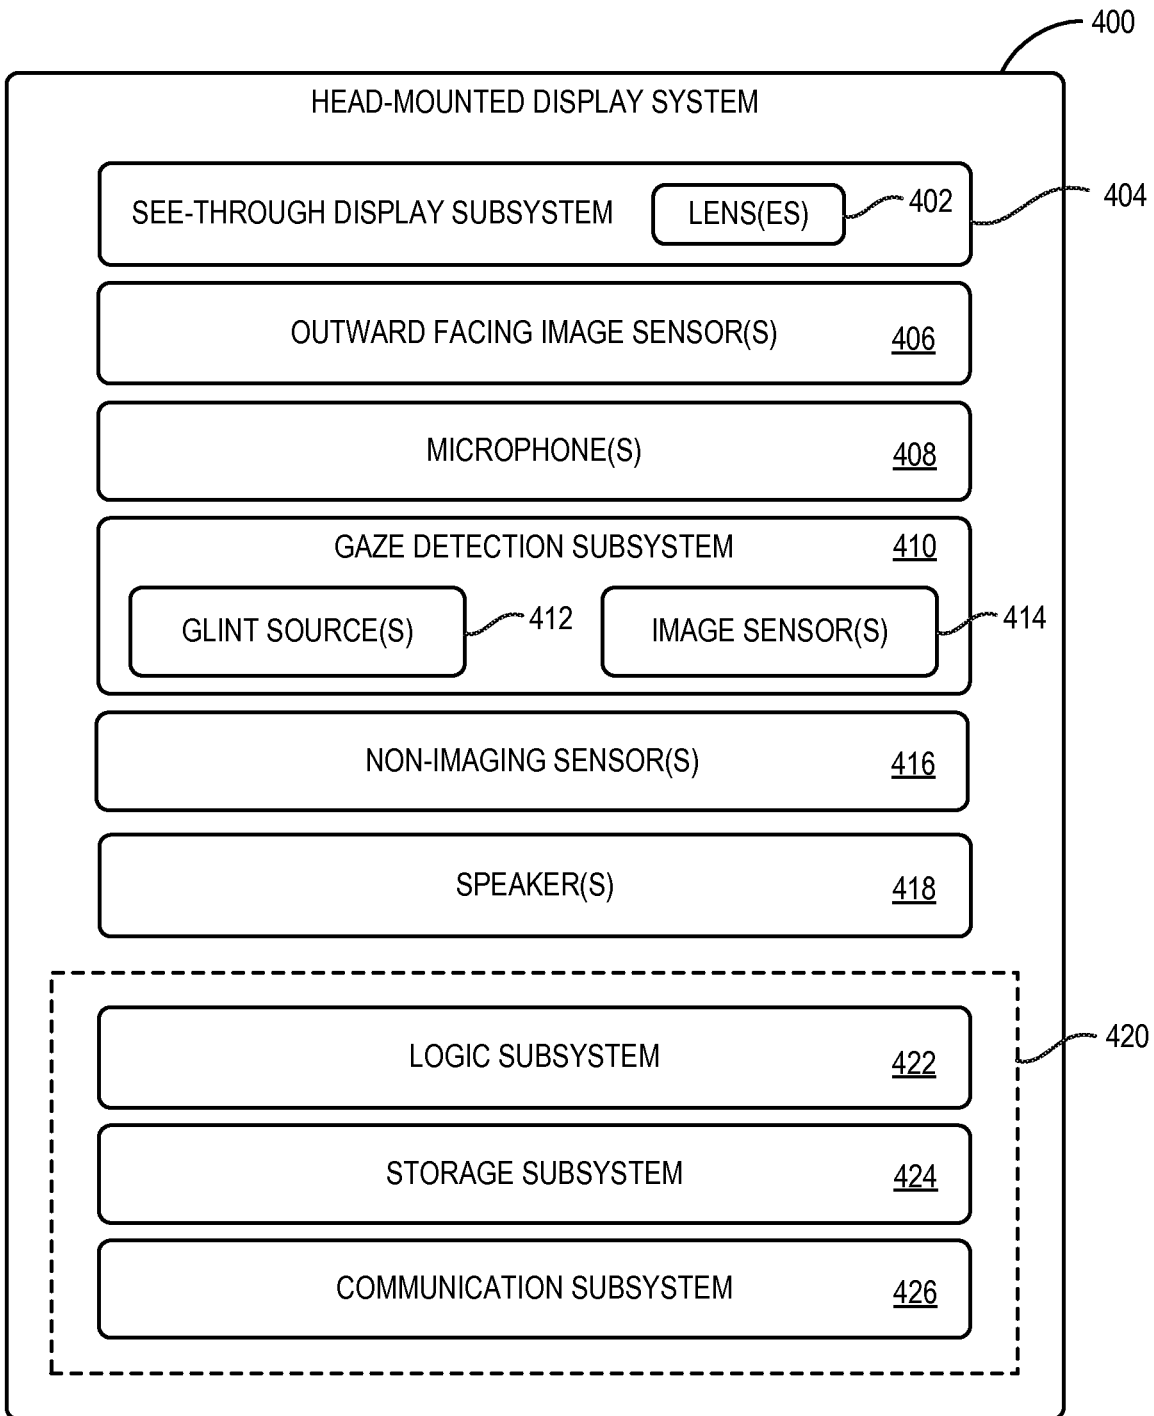 400
HEAD-MOUNTED DISPLAY SYSTEM
SEE-THROUGH DISPLAY SUBSYSTEM
LENS(ES)
402
404
OUTWARD FACING IMAGE SENSOR(S)
406
MICROPHONE(S)
408
GAZE DETECTION SUBSYSTEM
410
GLINT SOURCE(S)
412
IMAGE SENSOR(S)
414
NON-IMAGING SENSOR(S)
416
SPEAKER(S)
418
420
LOGIC SUBSYSTEM
422
STORAGE SUBSYSTEM
424
COMMUNICATION SUBSYSTEM
426